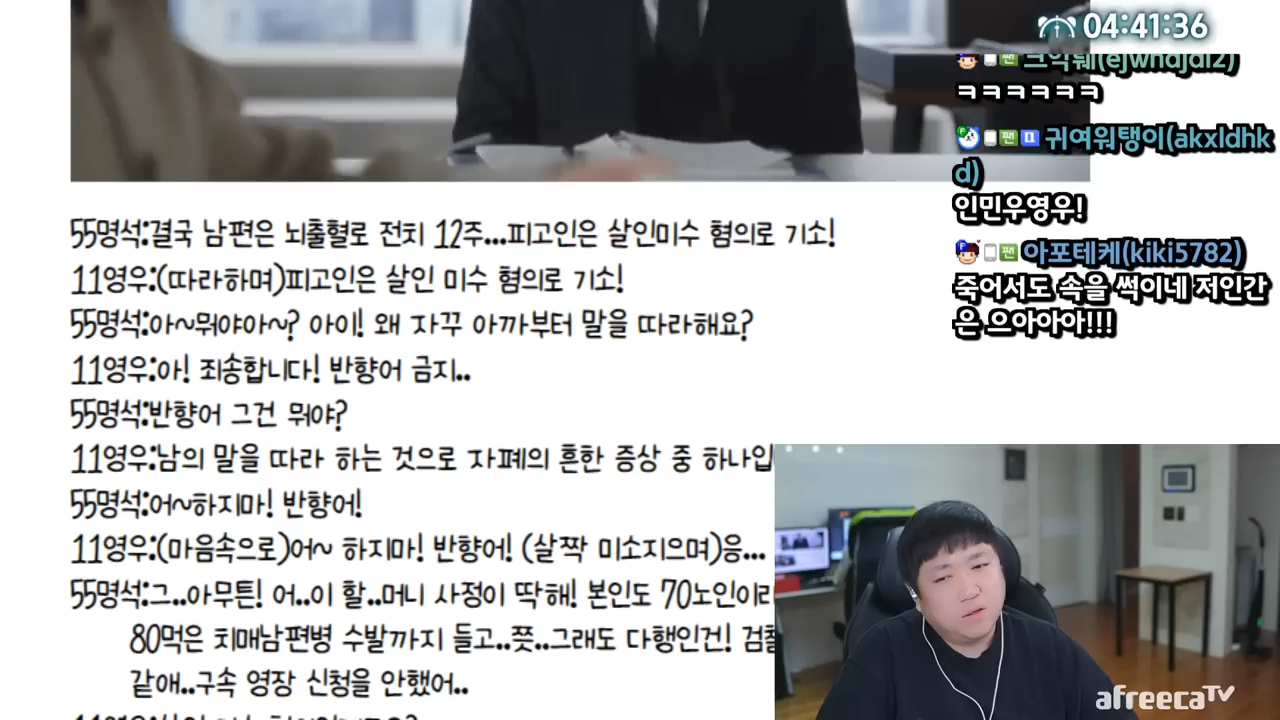 04:41:36
크악퉤(ejwhdjdl2)
ㅋㅋㅋㅋㅋㅋ
귀여워탱이(akxldhk
d)
인민우영우!
아포테케(kiki5782)
죽어서도 속을 썩이네 저인간
은 으아아아!!!
55명석:결국 남편은 뇌출혈로 전치 12주...피고인은 살인미수 혐의로 기소!
11영우:(따라하며)피고인은 살인 미수 혐의로 기소!
55명석:아~뭐야아~? 아이! 왜 자꾸 아까부터 말을 따라해요?
11영우:아! 죄송합니다! 반향어 금지..
55명석:반향어 그건 뭐야?
11영우:남의 말을 따라 하는 것으로 자폐의 흔한 증상 중 하나입
55명석:어~하지마! 반향어!
11영우:(마음속으로)어~ 하지마! 반향어! (살짝 미소지으며)응...
55명석:그..아무튼! 어..이 할..머니 사정이 딱해! 본인도 70노인이라
80먹은 치매남편병 수발까지 들고..쯧..그래도 다행인건! 검찰
같애..구속 영장 신청을 안했어..
afreecaTV